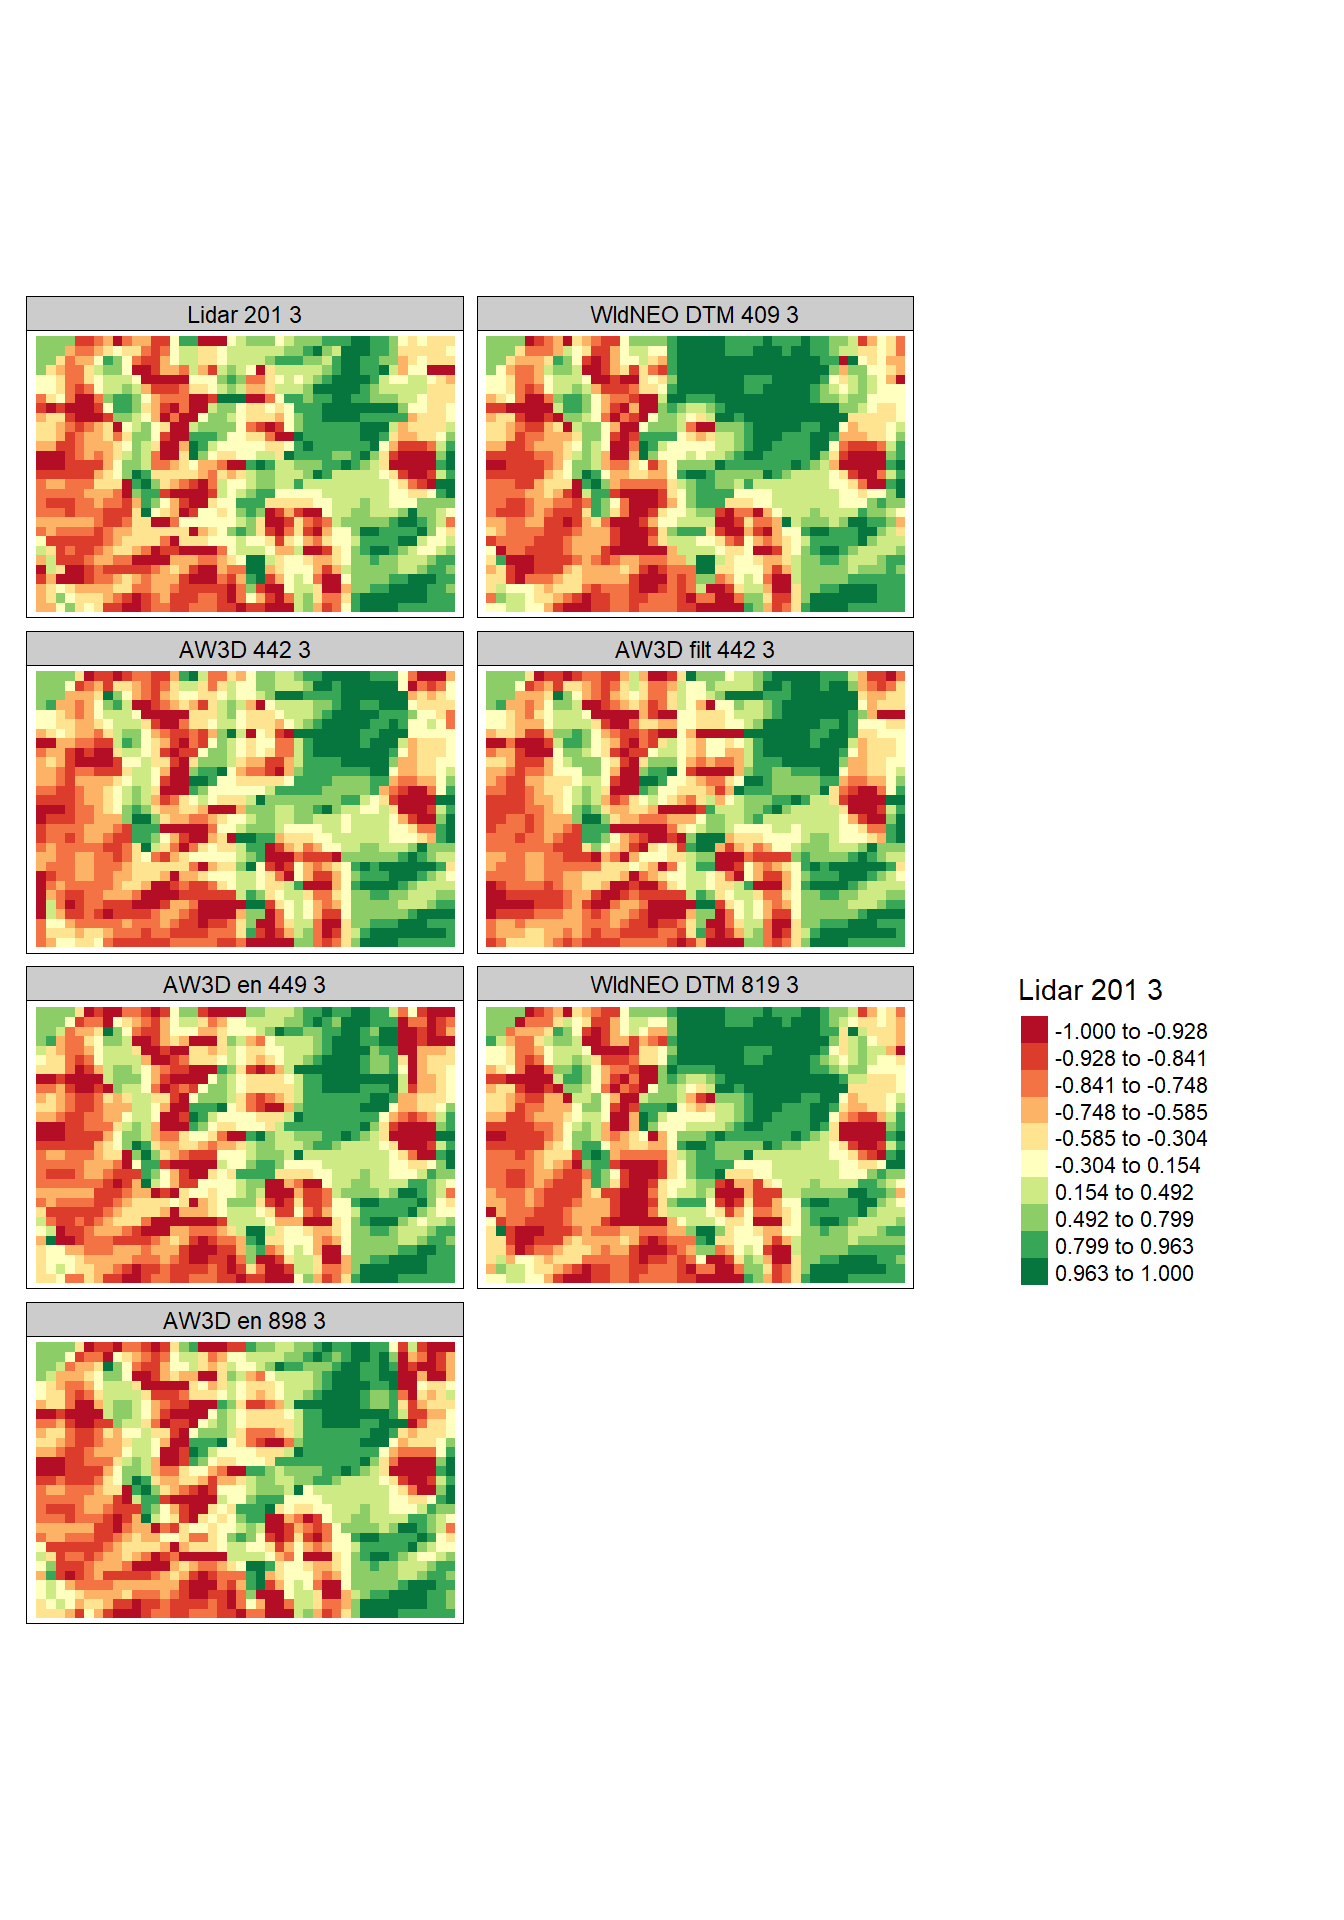 Lidar 201 3
WldNEO DTM 409 3
AW3D 442 3
AW3D filt 442 3
AW3D en 449 3
WldNEO DTM 819 3
AW3D en 898 3
Lidar 201 3
-1.000 to -0.928
-0.928 to -0.841
-0.841 to -0.748
-0.748 to -0.585
-0.585 to -0.304
-0.304 to 0.154
0.154 to 0.492
0.492 to 0.799
0.799 to 0.963
0.963 to 1.000